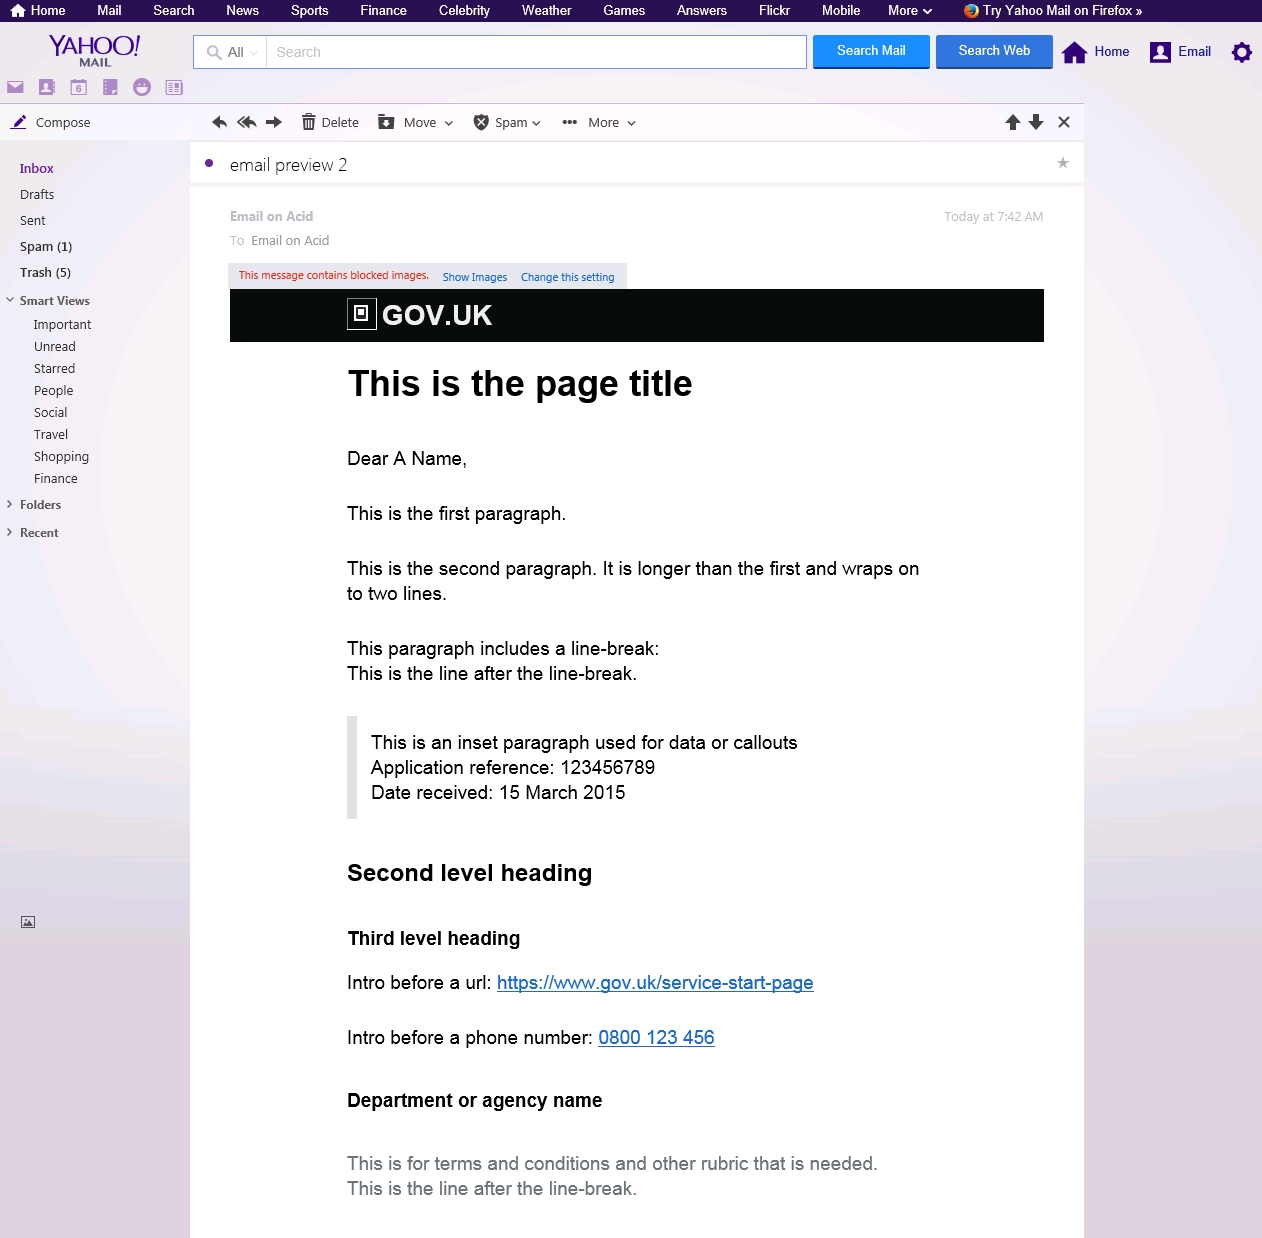 Home Mail Search News Sports Finance Celebrity Weather Games Answers Flickr Mobile More Try Yahoo Mail on Firefox »
YAHOO!
MAIL
All Search Search Mail Search Web Home Email
6
Compose
Delete Move Spam More
Inbox
Drafts
Sent
Spam (1)
Trash (5)
Smart Views
Important
Unread
Starred
People
Social
Travel
Shopping
Finance
Folders
Recent
email preview 2
Email on Acid Today at 7:42 AM
To Email on Acid
This message contains blocked images. Show Images Change this setting
GOV.UK
This is the page title
Dear A Name,
This is the first paragraph.
This is the second paragraph. It is longer than the first and wraps on
to two lines.
This paragraph includes a line-break:
This is the line after the line-break.
This is an inset paragraph used for data or callouts
Application reference: 123456789
Date received: 15 March 2015
Second level heading
Third level heading
Intro before a url: https://www.gov.uk/service-start-page
Intro before a phone number: 0800 123 456
Department or agency name
This is for terms and conditions and other rubric that is needed.
This is the line after the line-break.